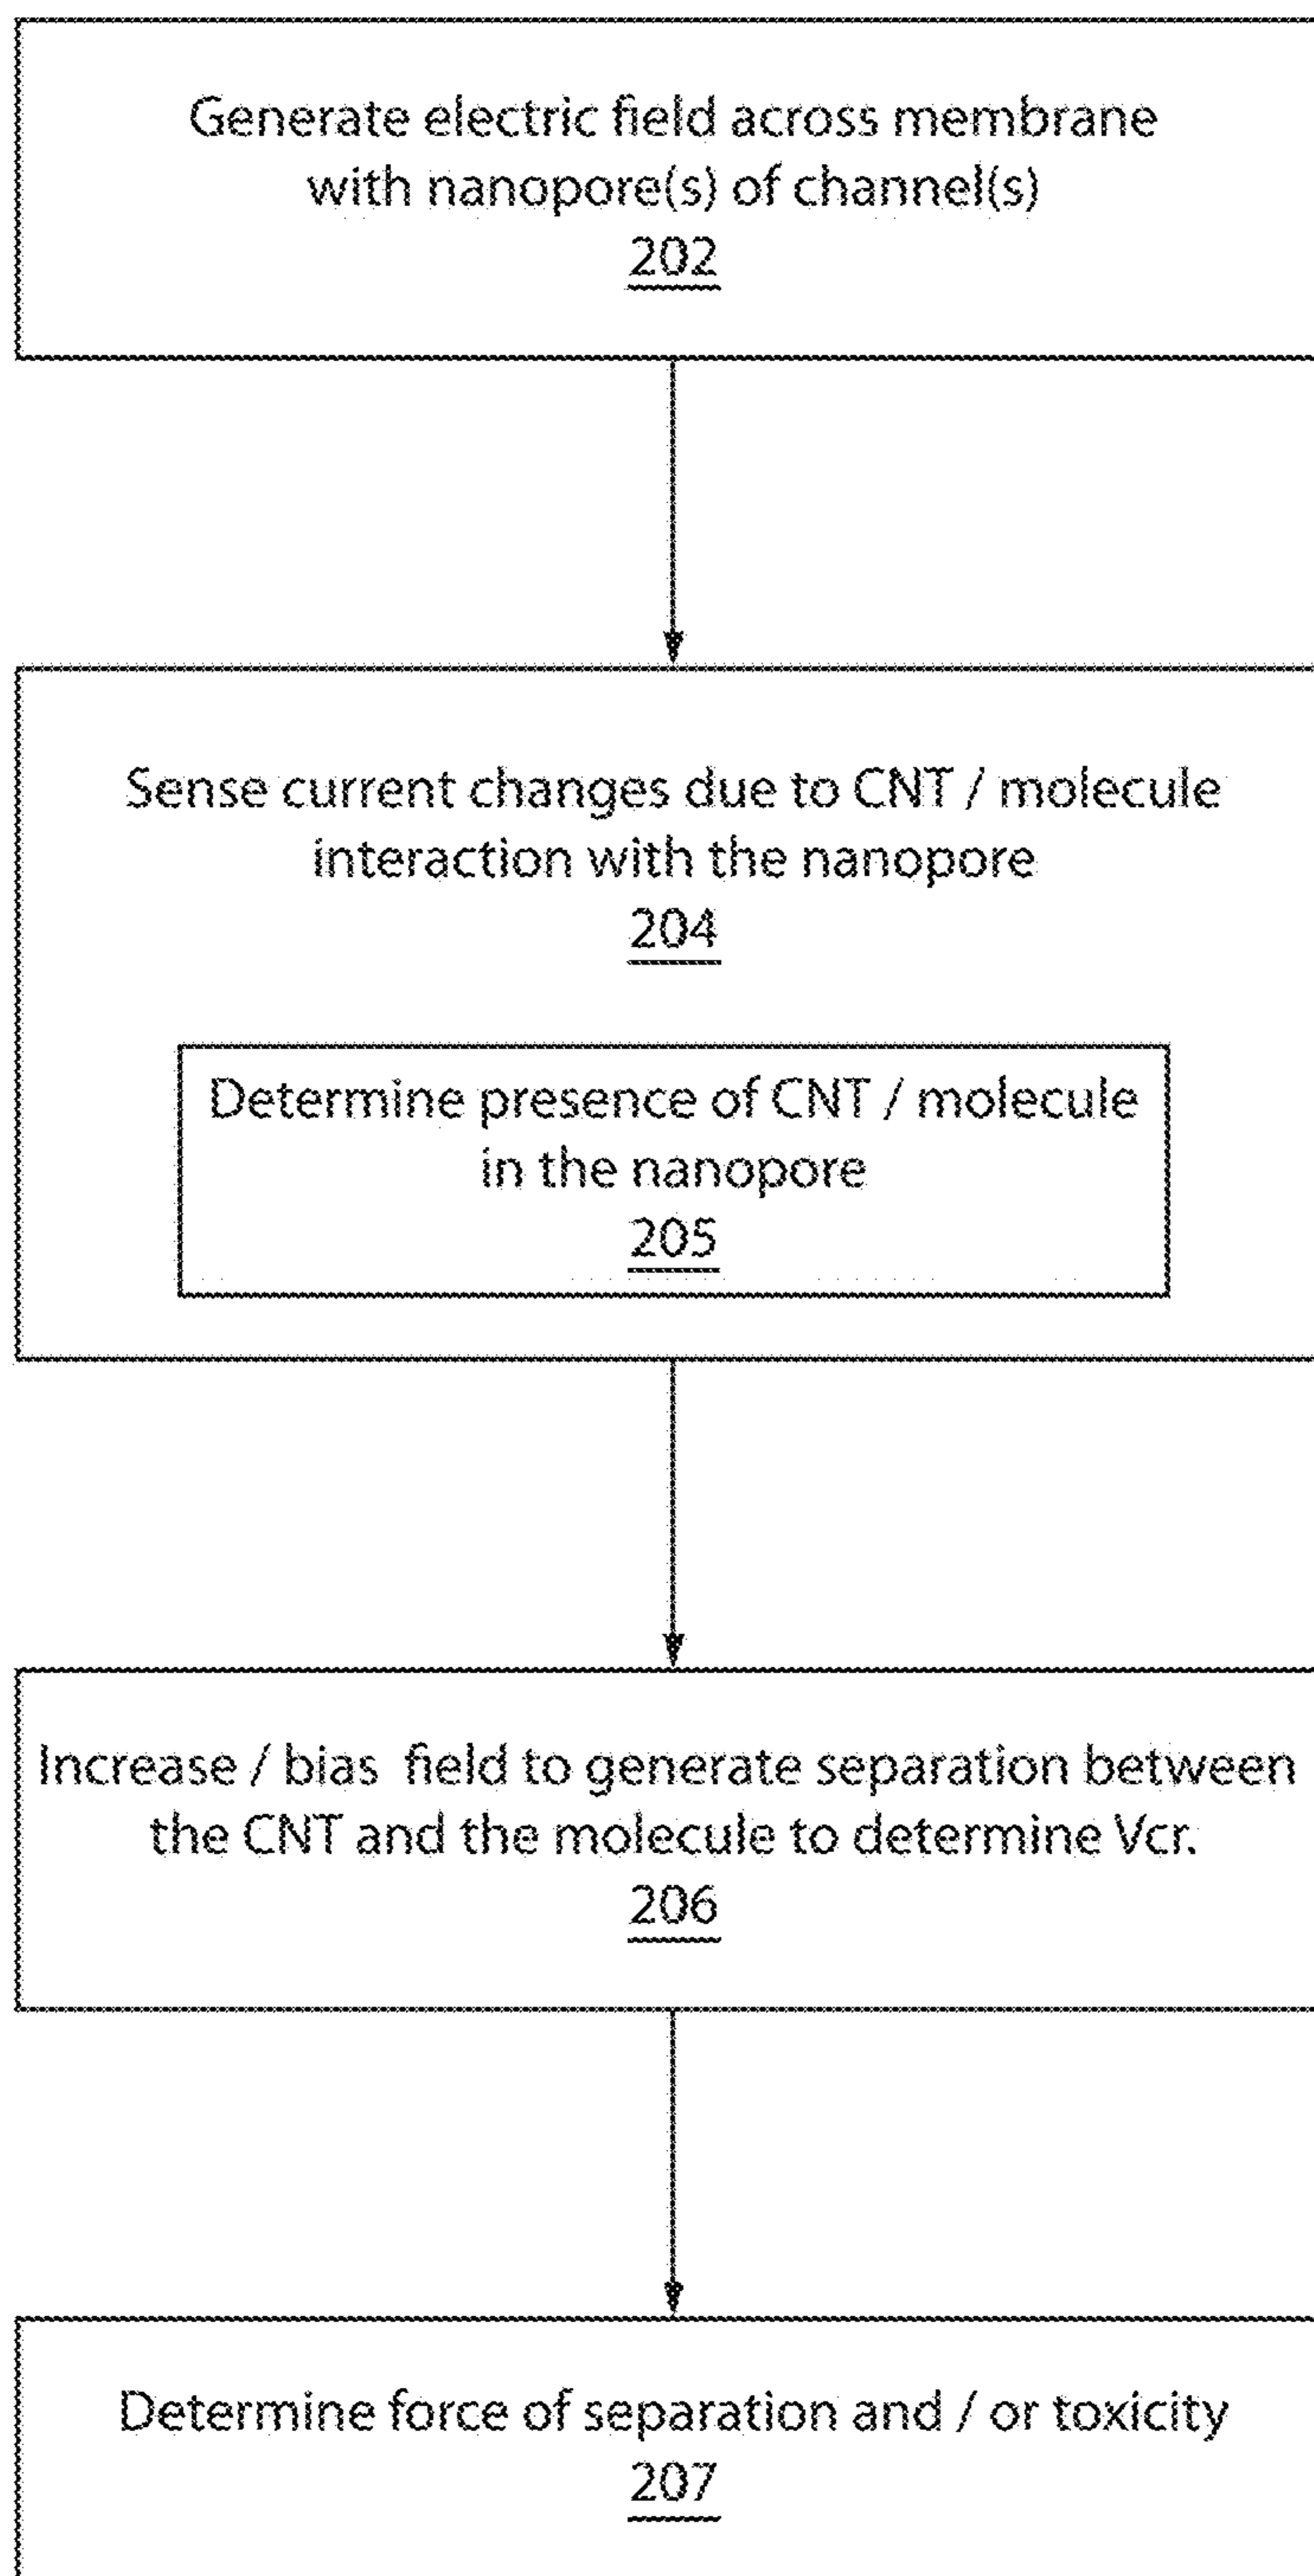 Generate electric field across membrane
with nanopore(s) of channel(s)
202
Sense current changes due to CNT / molecule
interaction with the nanopore
204
Determine presence of CNT / molecule
in the nanopore
205
Increase / bias field to generate separation between
the CNT and the molecule to determine Vcr.
206
Determine force of separation and / or toxicity
207